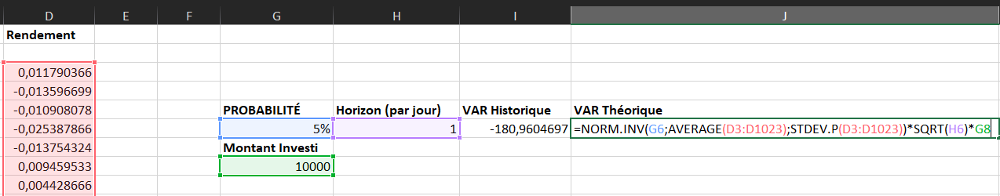 D E F G H I J
Rendement
0,011790366
-0,013596699
-0,010908078
PROBABILITÉ Horizon (par jour) VAR Historique VAR Théorique
-0,025387866 5% 1 -180,9604697 =NORM.INV(G6;AVERAGE(D3:D1023);STDEV.P(D3:D1023))*SQRT(H6)*G8
-0,013754324 Montant Investi
0,009459533 10000
0,004428666